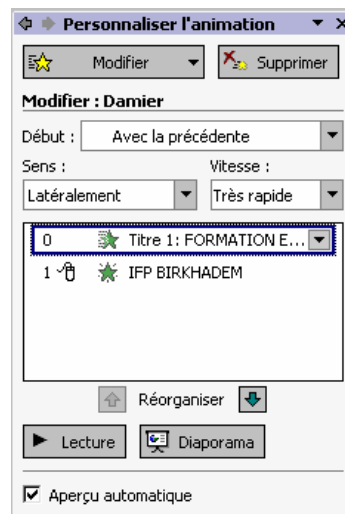 Personnaliser l'animation
Modifier Supprimer
Modifier : Damier
Début : Avec la précédente
Sens : Vitesse :
Latéralement Très rapide
0 Titre 1: FORMATION E...
1 IFP BIRKHADEM
Réorganiser
Lecture Diaporama
Aperçu automatique